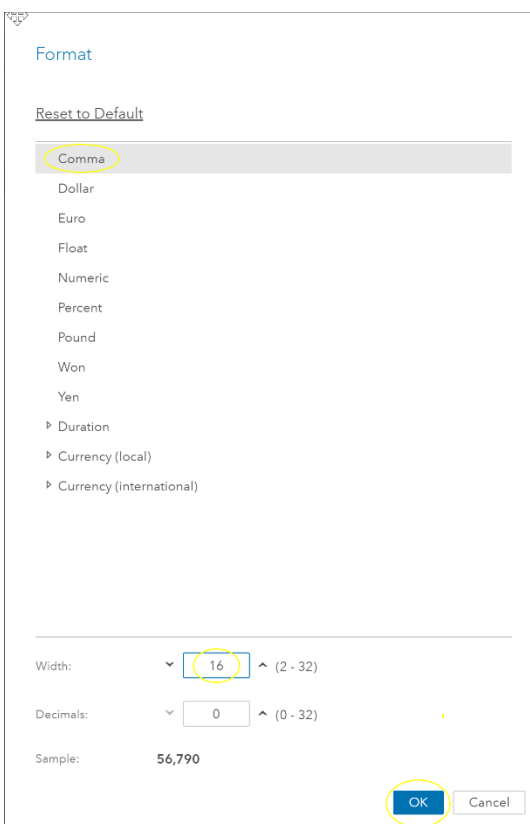 Format
Reset to Default
Comma
Dollar
Euro
Float
Numeric
Percent
Pound
Won
Yen
Duration
Currency (local)
Currency (international)
Width: 16 (2 - 32)
Decimals: 0 (0 - 32)
Sample: 56,790
OK Cancel